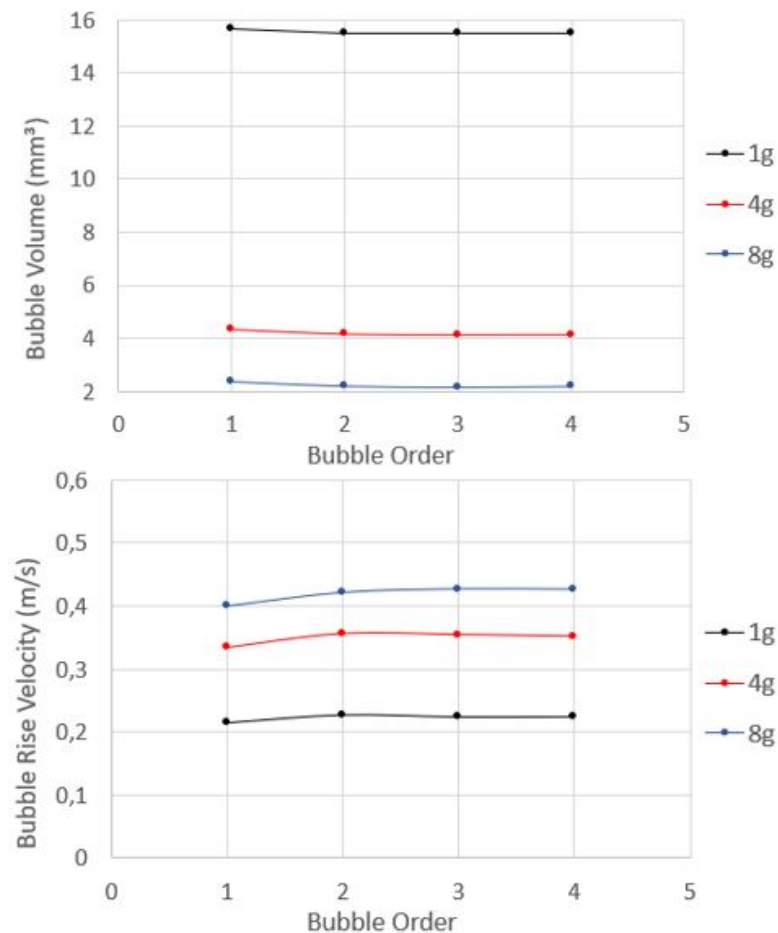 16
14
12
10
8
6
4
2
0 1 2 3 4 5
Bubble Volume (mm³)
Bubble Order
1g
4g
8g
0,6
0,5
0,4
0,3
0,2
0,1
0
0 1 2 3 4 5
Bubble Rise Velocity (m/s)
Bubble Order
1g
4g
8g